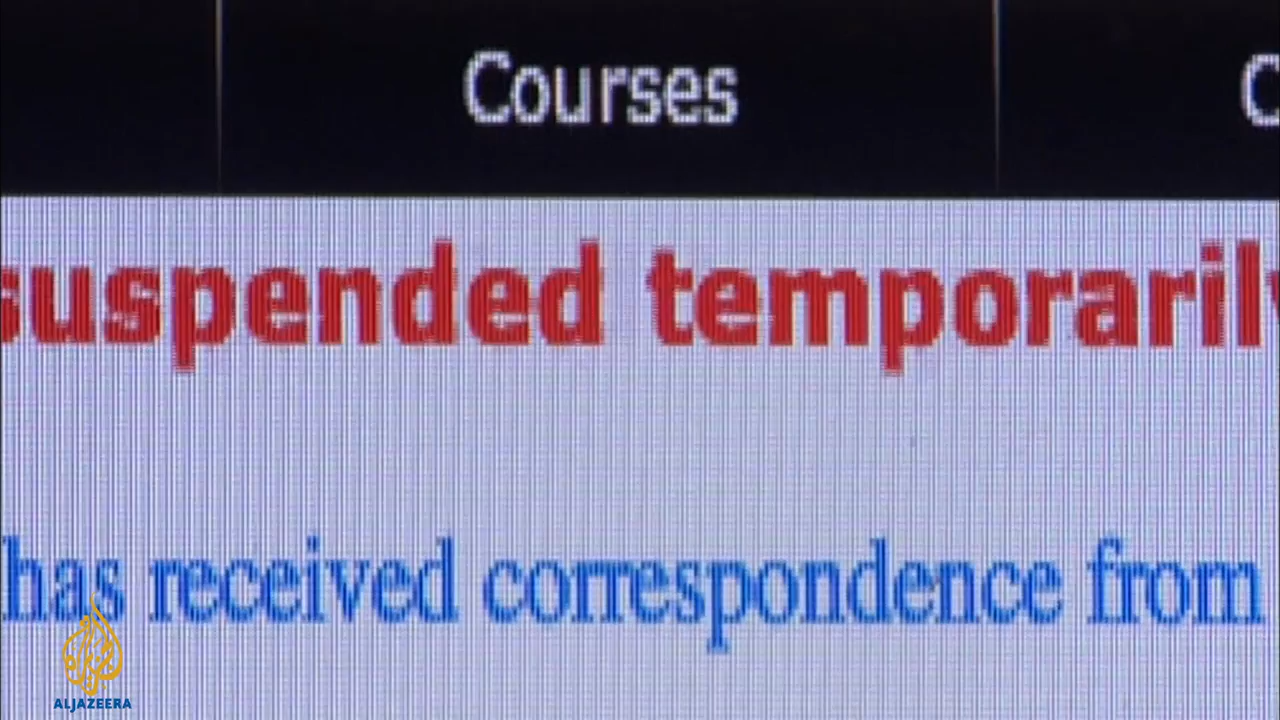 Courses C
suspended temporarily
has received correspondence from
ALJAZEERA